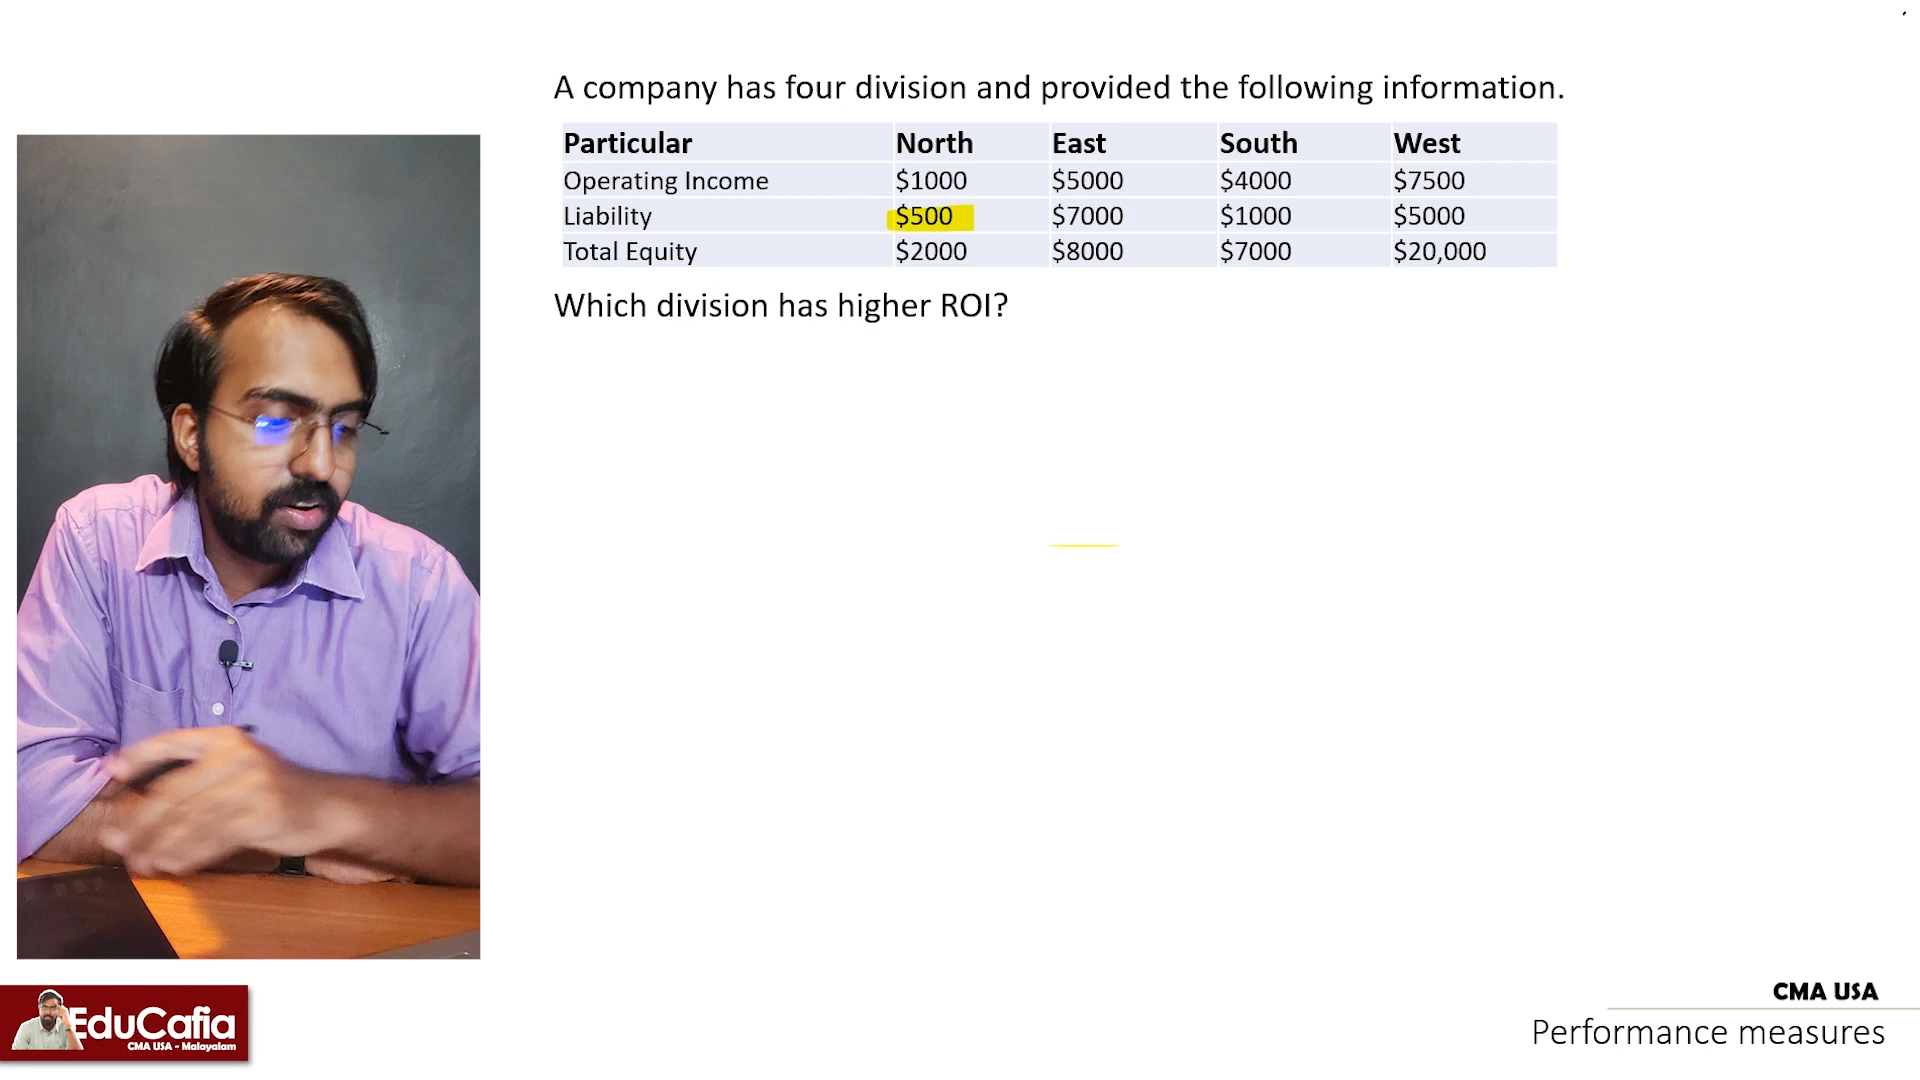 A company has four division and provided the following information.
Particular North East South West
Operating Income $1000 $5000 $4000 $7500
Liability $500 $7000 $1000 $5000
Total Equity $2000 $8000 $7000 $20,000
Which division has higher ROI?
EduCafia
CMA USA - Malayalam
CMA USA
Performance measures